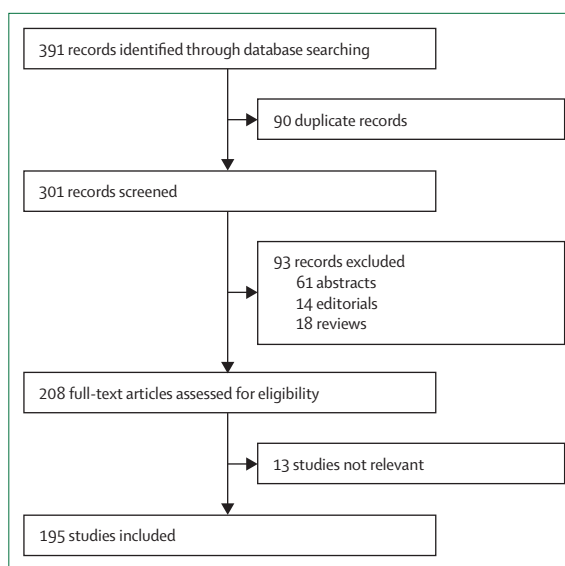 391 records identified through database searching
90 duplicate records
301 records screened
93 records excluded
61 abstracts
14 editorials
18 reviews
208 full-text articles assessed for eligibility
13 studies not relevant
195 studies included